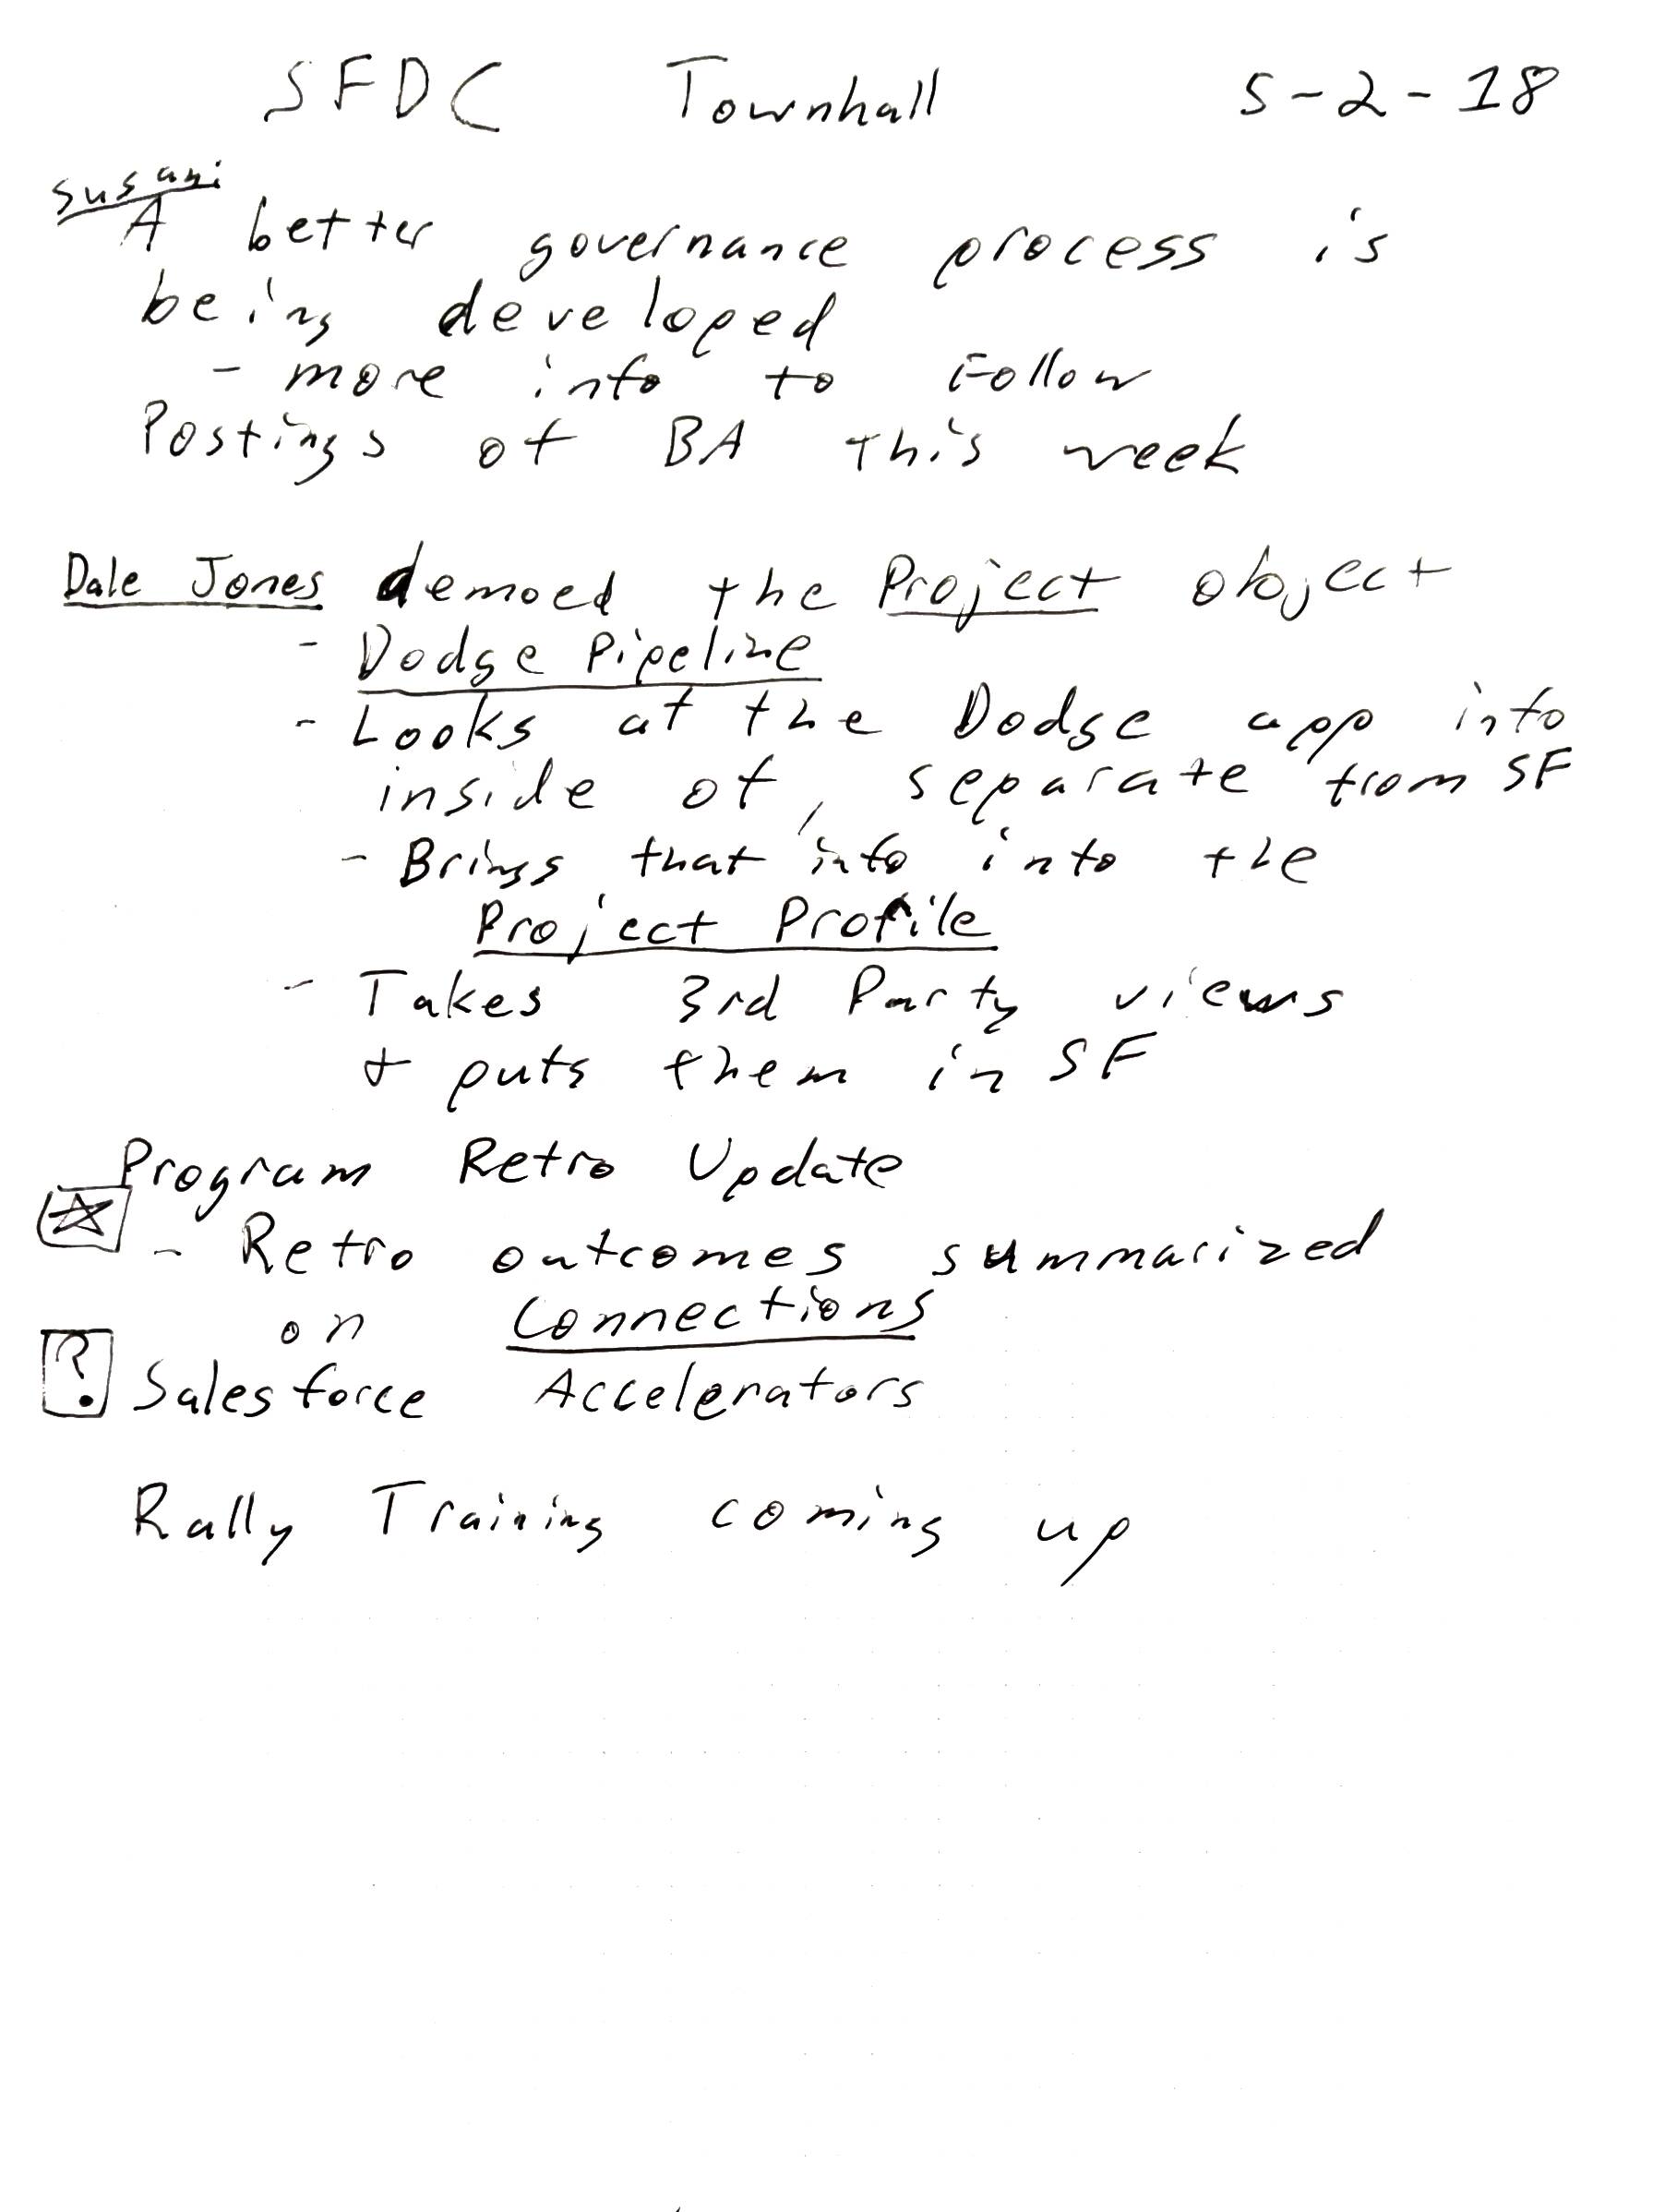 SFDC Townhall 5-2-18
Susan:
A better governance process is
being developed
- more info to Follow
Postings of BA this week
Dale Jones demoed the Project object
- Dodge Pipeline
- Looks at the Dodge app info
inside of, separate from SF
- Brings that info into the
Project Profile
- Takes 3rd Party views
+ puts them in SF
Program Retro Update
- Retro outcomes summarized
on Connections
? Salesforce Accelerators
Rally Training coming up